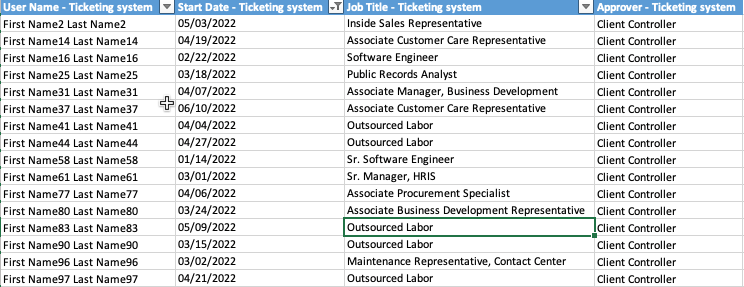 User Name - Ticketing system Start Date - Ticketing system Job Title - Ticketing system Approver - Ticketing system
First Name2 Last Name2 05/03/2022 Inside Sales Representative Client Controller
First Name14 Last Name14 04/19/2022 Associate Customer Care Representative Client Controller
First Name16 Last Name16 02/22/2022 Software Engineer Client Controller
First Name25 Last Name25 03/18/2022 Public Records Analyst Client Controller
First Name31 Last Name31 04/07/2022 Associate Manager, Business Development Client Controller
First Name37 Last Name37 06/10/2022 Associate Customer Care Representative Client Controller
First Name41 Last Name41 04/04/2022 Outsourced Labor Client Controller
First Name44 Last Name44 04/27/2022 Outsourced Labor Client Controller
First Name58 Last Name58 01/14/2022 Sr. Software Engineer Client Controller
First Name61 Last Name61 03/01/2022 Sr. Manager, HRIS Client Controller
First Name77 Last Name77 04/06/2022 Associate Procurement Specialist Client Controller
First Name80 Last Name80 03/24/2022 Associate Business Development Representative Client Controller
First Name83 Last Name83 05/09/2022 Outsourced Labor Client Controller
First Name90 Last Name90 03/15/2022 Outsourced Labor Client Controller
First Name96 Last Name96 03/02/2022 Maintenance Representative, Contact Center Client Controller
First Name97 Last Name97 04/21/2022 Outsourced Labor Client Controller